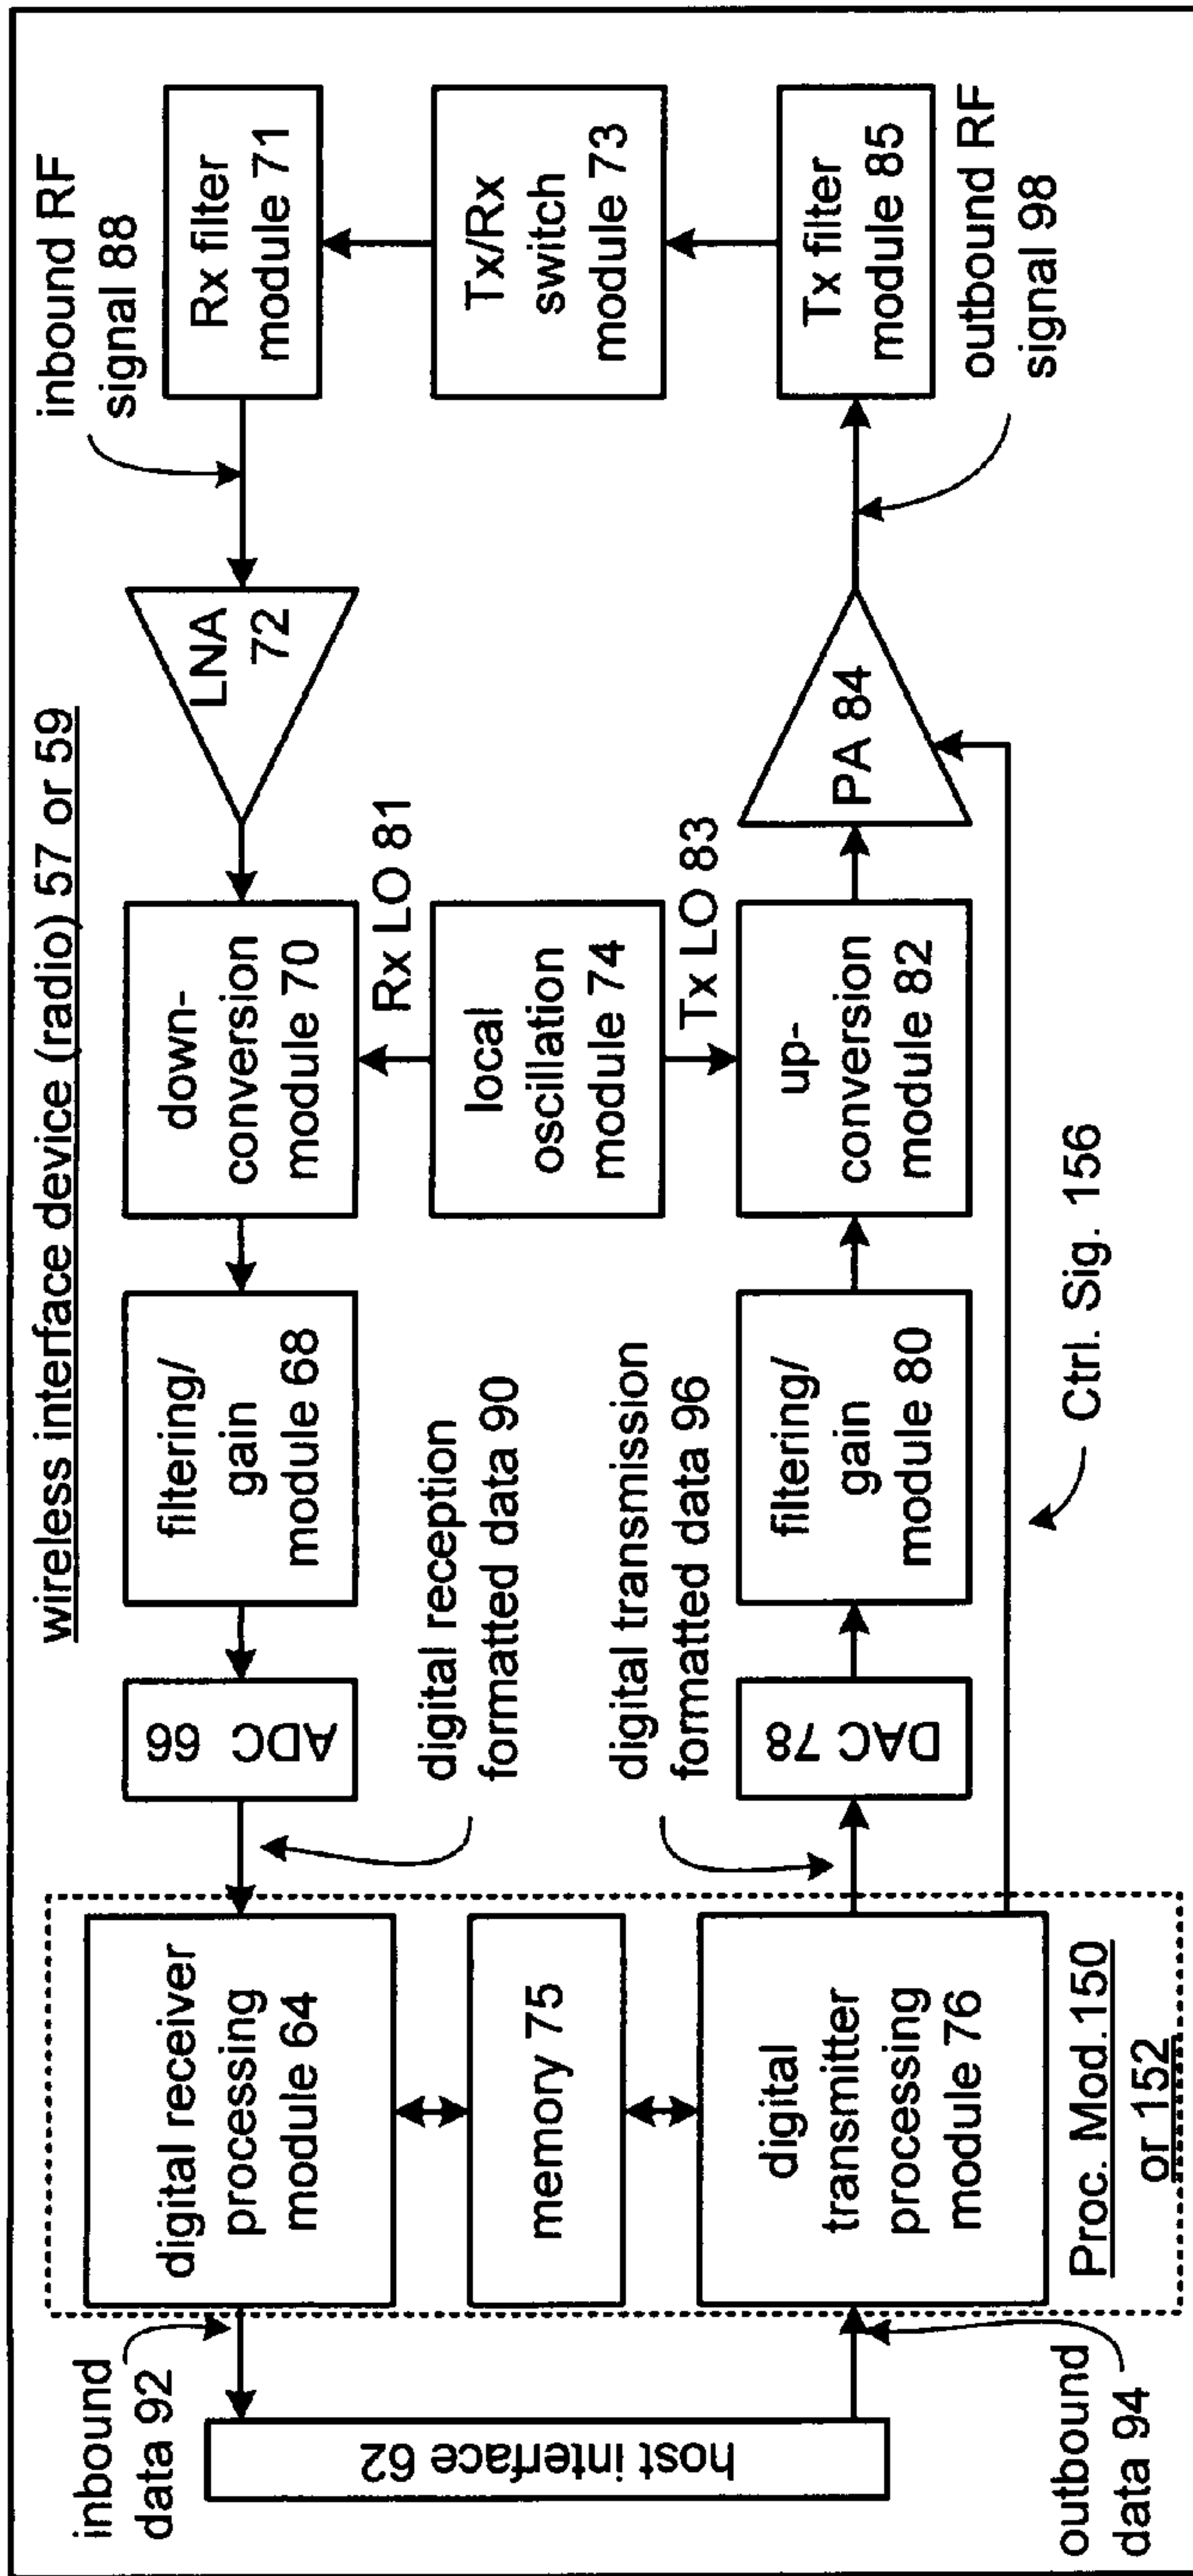 wireless interface device (radio) 57 or 59
inbound
data 92
digital receiver
processing
module 64
ADC 66
filtering/
gain
module 68
down-
conversion
module 70
LNA
72
inbound RF
signal 88
Rx filter
module 71
host interface 62
memory 75
digital reception
formatted data 90
digital transmission
formatted data 96
Rx LO 81
local
oscillation
module 74
Tx LO 83
Tx/Rx
switch
module 73
outbound
data 94
digital
transmitter
processing
module 76
DAC 78
filtering/
gain
module 80
up-
conversion
module 82
PA 84
Tx filter
module 85
outbound RF
signal 98
Proc. Mod.150
or 152
Ctrl. Sig. 156